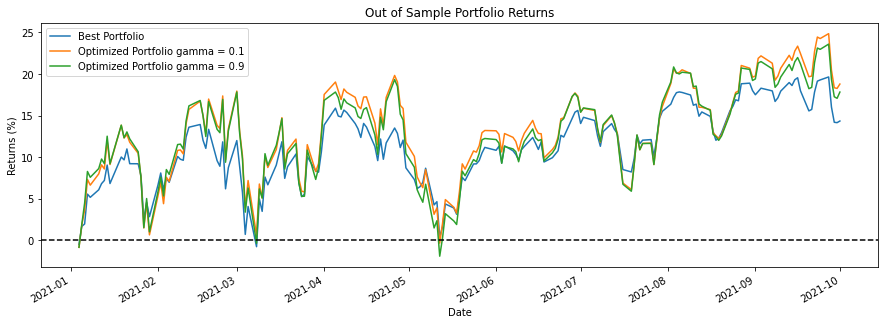 Out of Sample Portfolio Returns
Best Portfolio
Optimized Portfolio gamma = 0.1
Optimized Portfolio gamma = 0.9
Returns (%)
25
20
15
10
5
0
2021-01
2021-02
2021-03
2021-04
2021-05
2021-06
2021-07
2021-08
2021-09
2021-10
Date